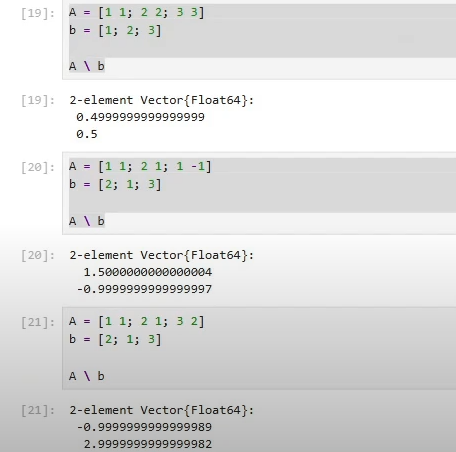 [19]: A = [1 1; 2 2; 3 3]
b = [1; 2; 3]
A \ b
[19]: 2-element Vector{Float64}:
0.4999999999999999
0.5
[20]: A = [1 1; 2 1; 1 -1]
b = [2; 1; 3]
A \ b
[20]: 2-element Vector{Float64}:
1.5000000000000004
-0.9999999999999997
[21]: A = [1 1; 2 1; 3 2]
b = [2; 1; 3]
A \ b
[21]: 2-element Vector{Float64}:
-0.9999999999999989
2.9999999999999982